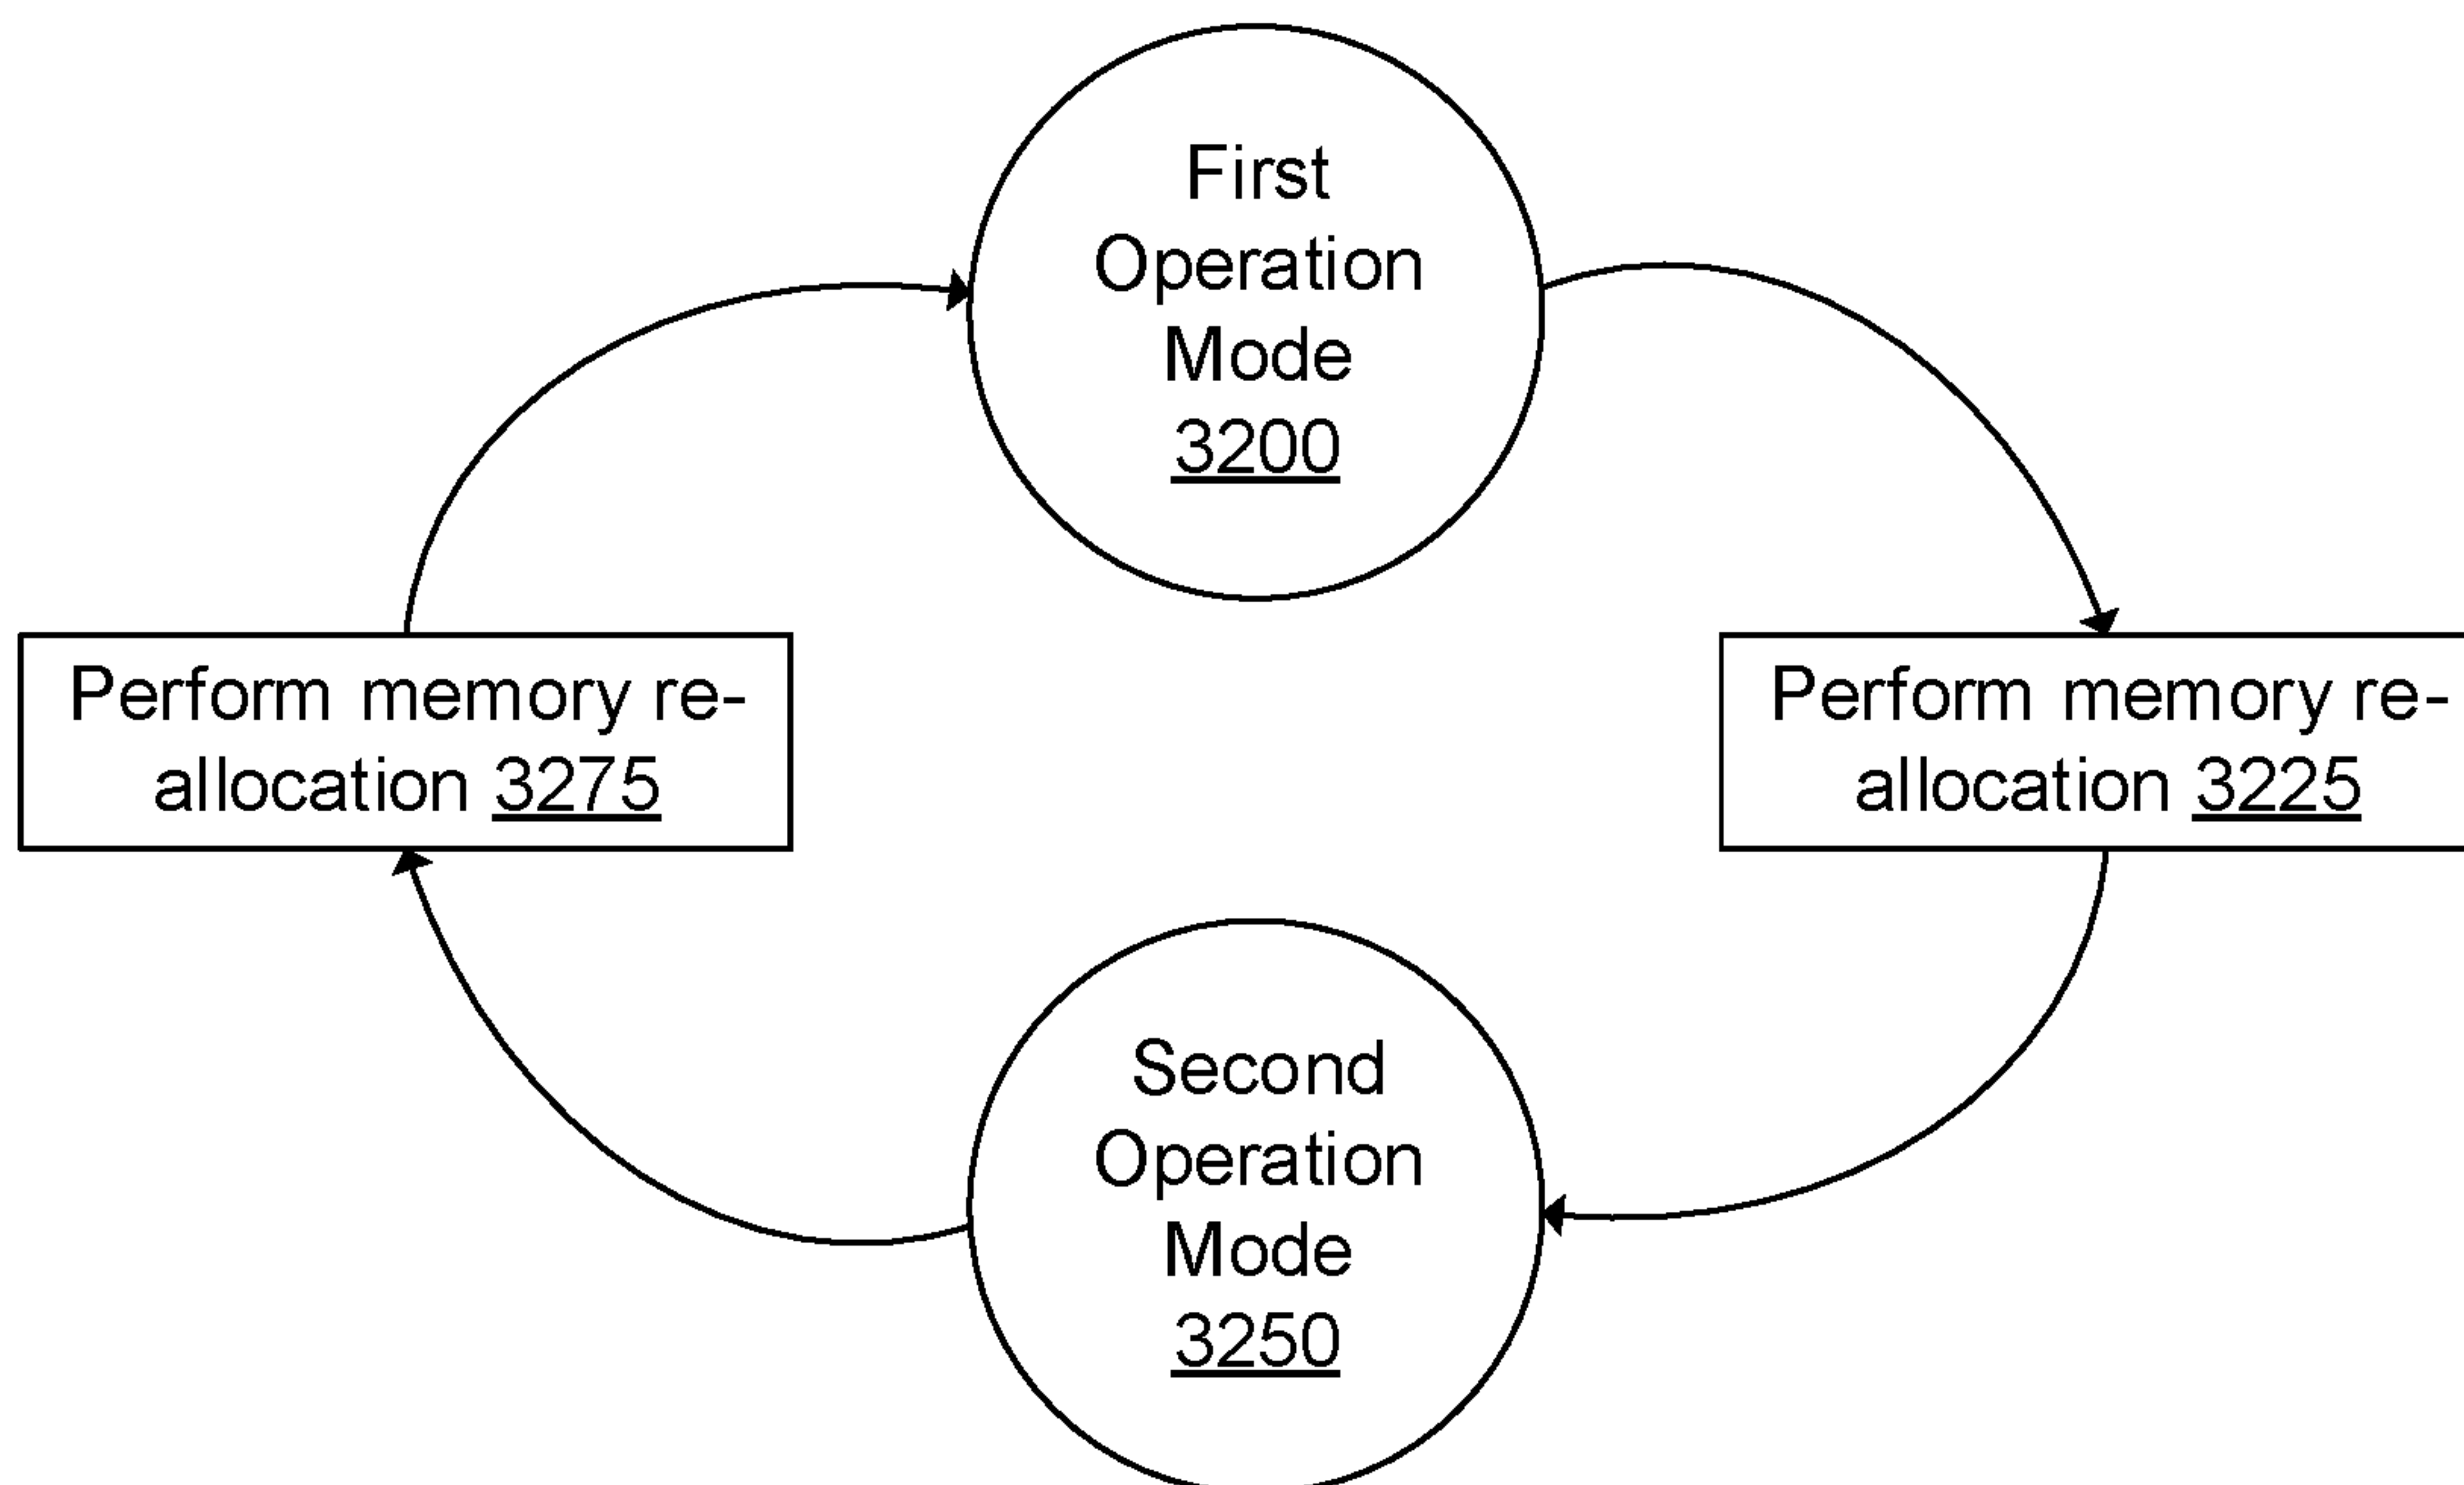 First
Operation
Mode
3200
Perform memory re-
allocation 3275
Perform memory re-
allocation 3225
Second
Operation
Mode
3250